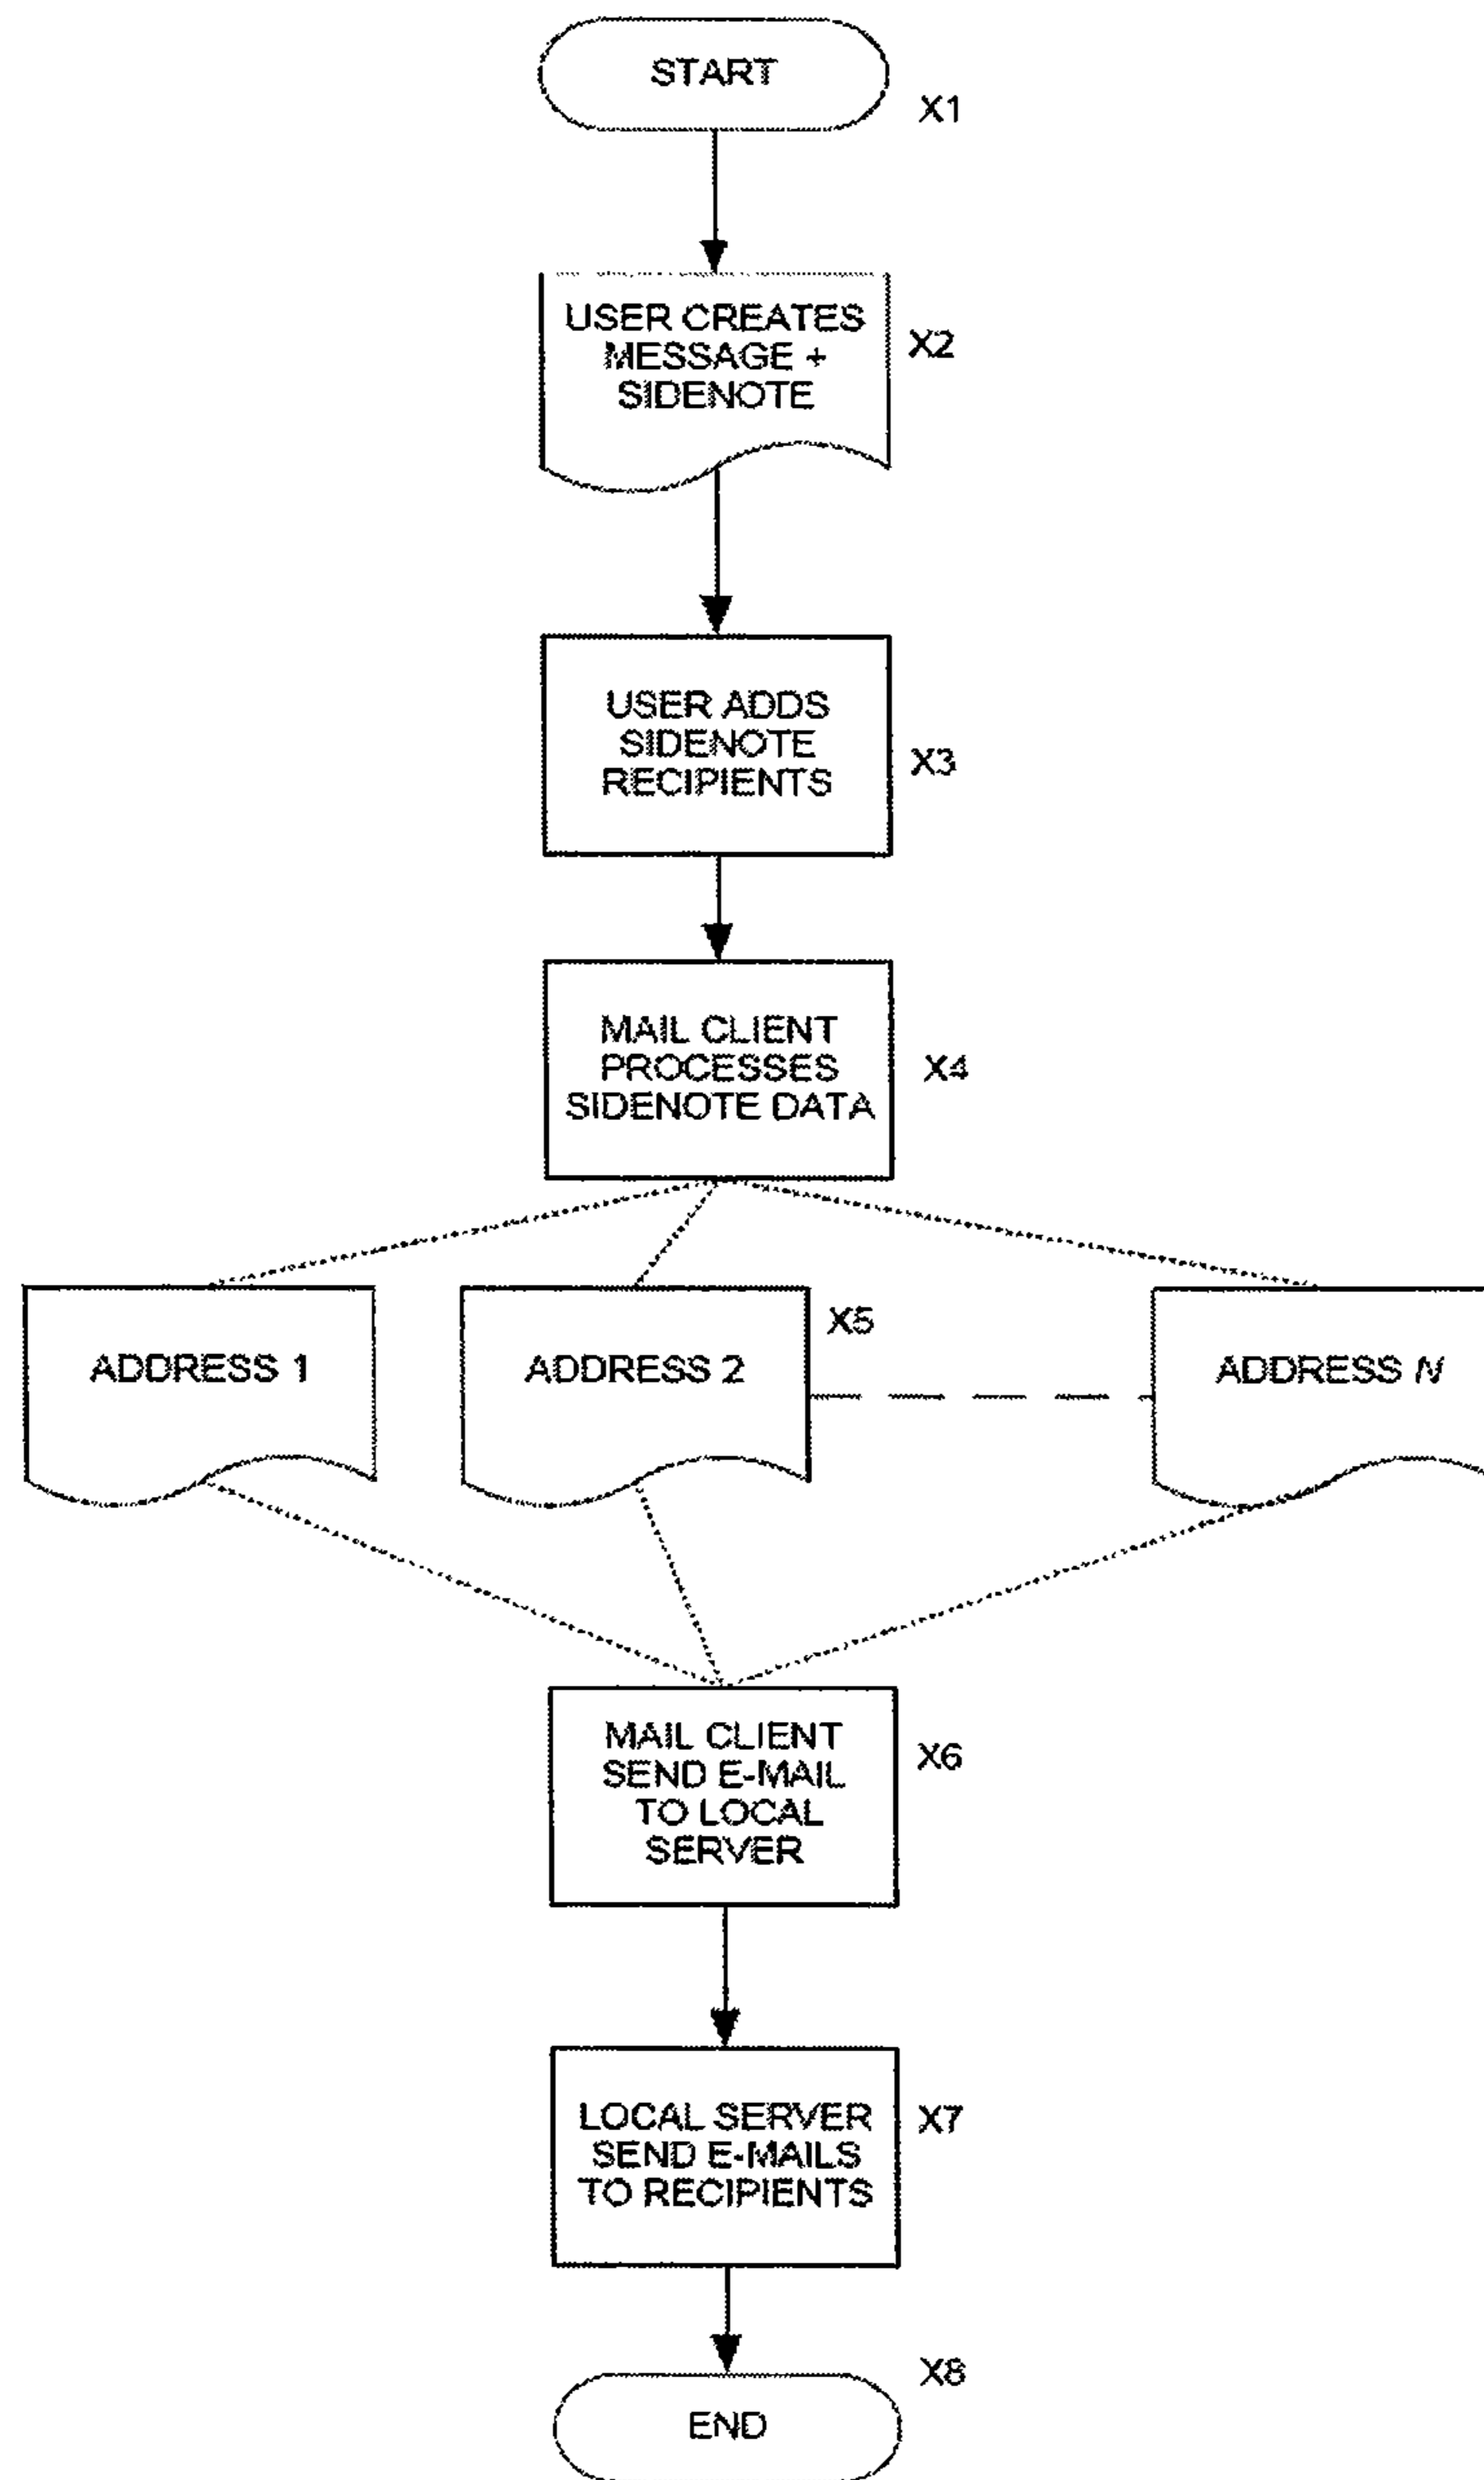 START
X1
USER CREATES
MESSAGE +
SIDENOTE
X2
USER ADDS
SIDENOTE
RECIPIENTS
X3
MAIL CLIENT
PROCESSES
SIDENOTE DATA
X4
ADDRESS 1
ADDRESS 2
X5
ADDRESS N
MAIL CLIENT
SEND E-MAIL
TO LOCAL
SERVER
X6
LOCAL SERVER
SEND E-MAILS
TO RECIPIENTS
X7
X8
END